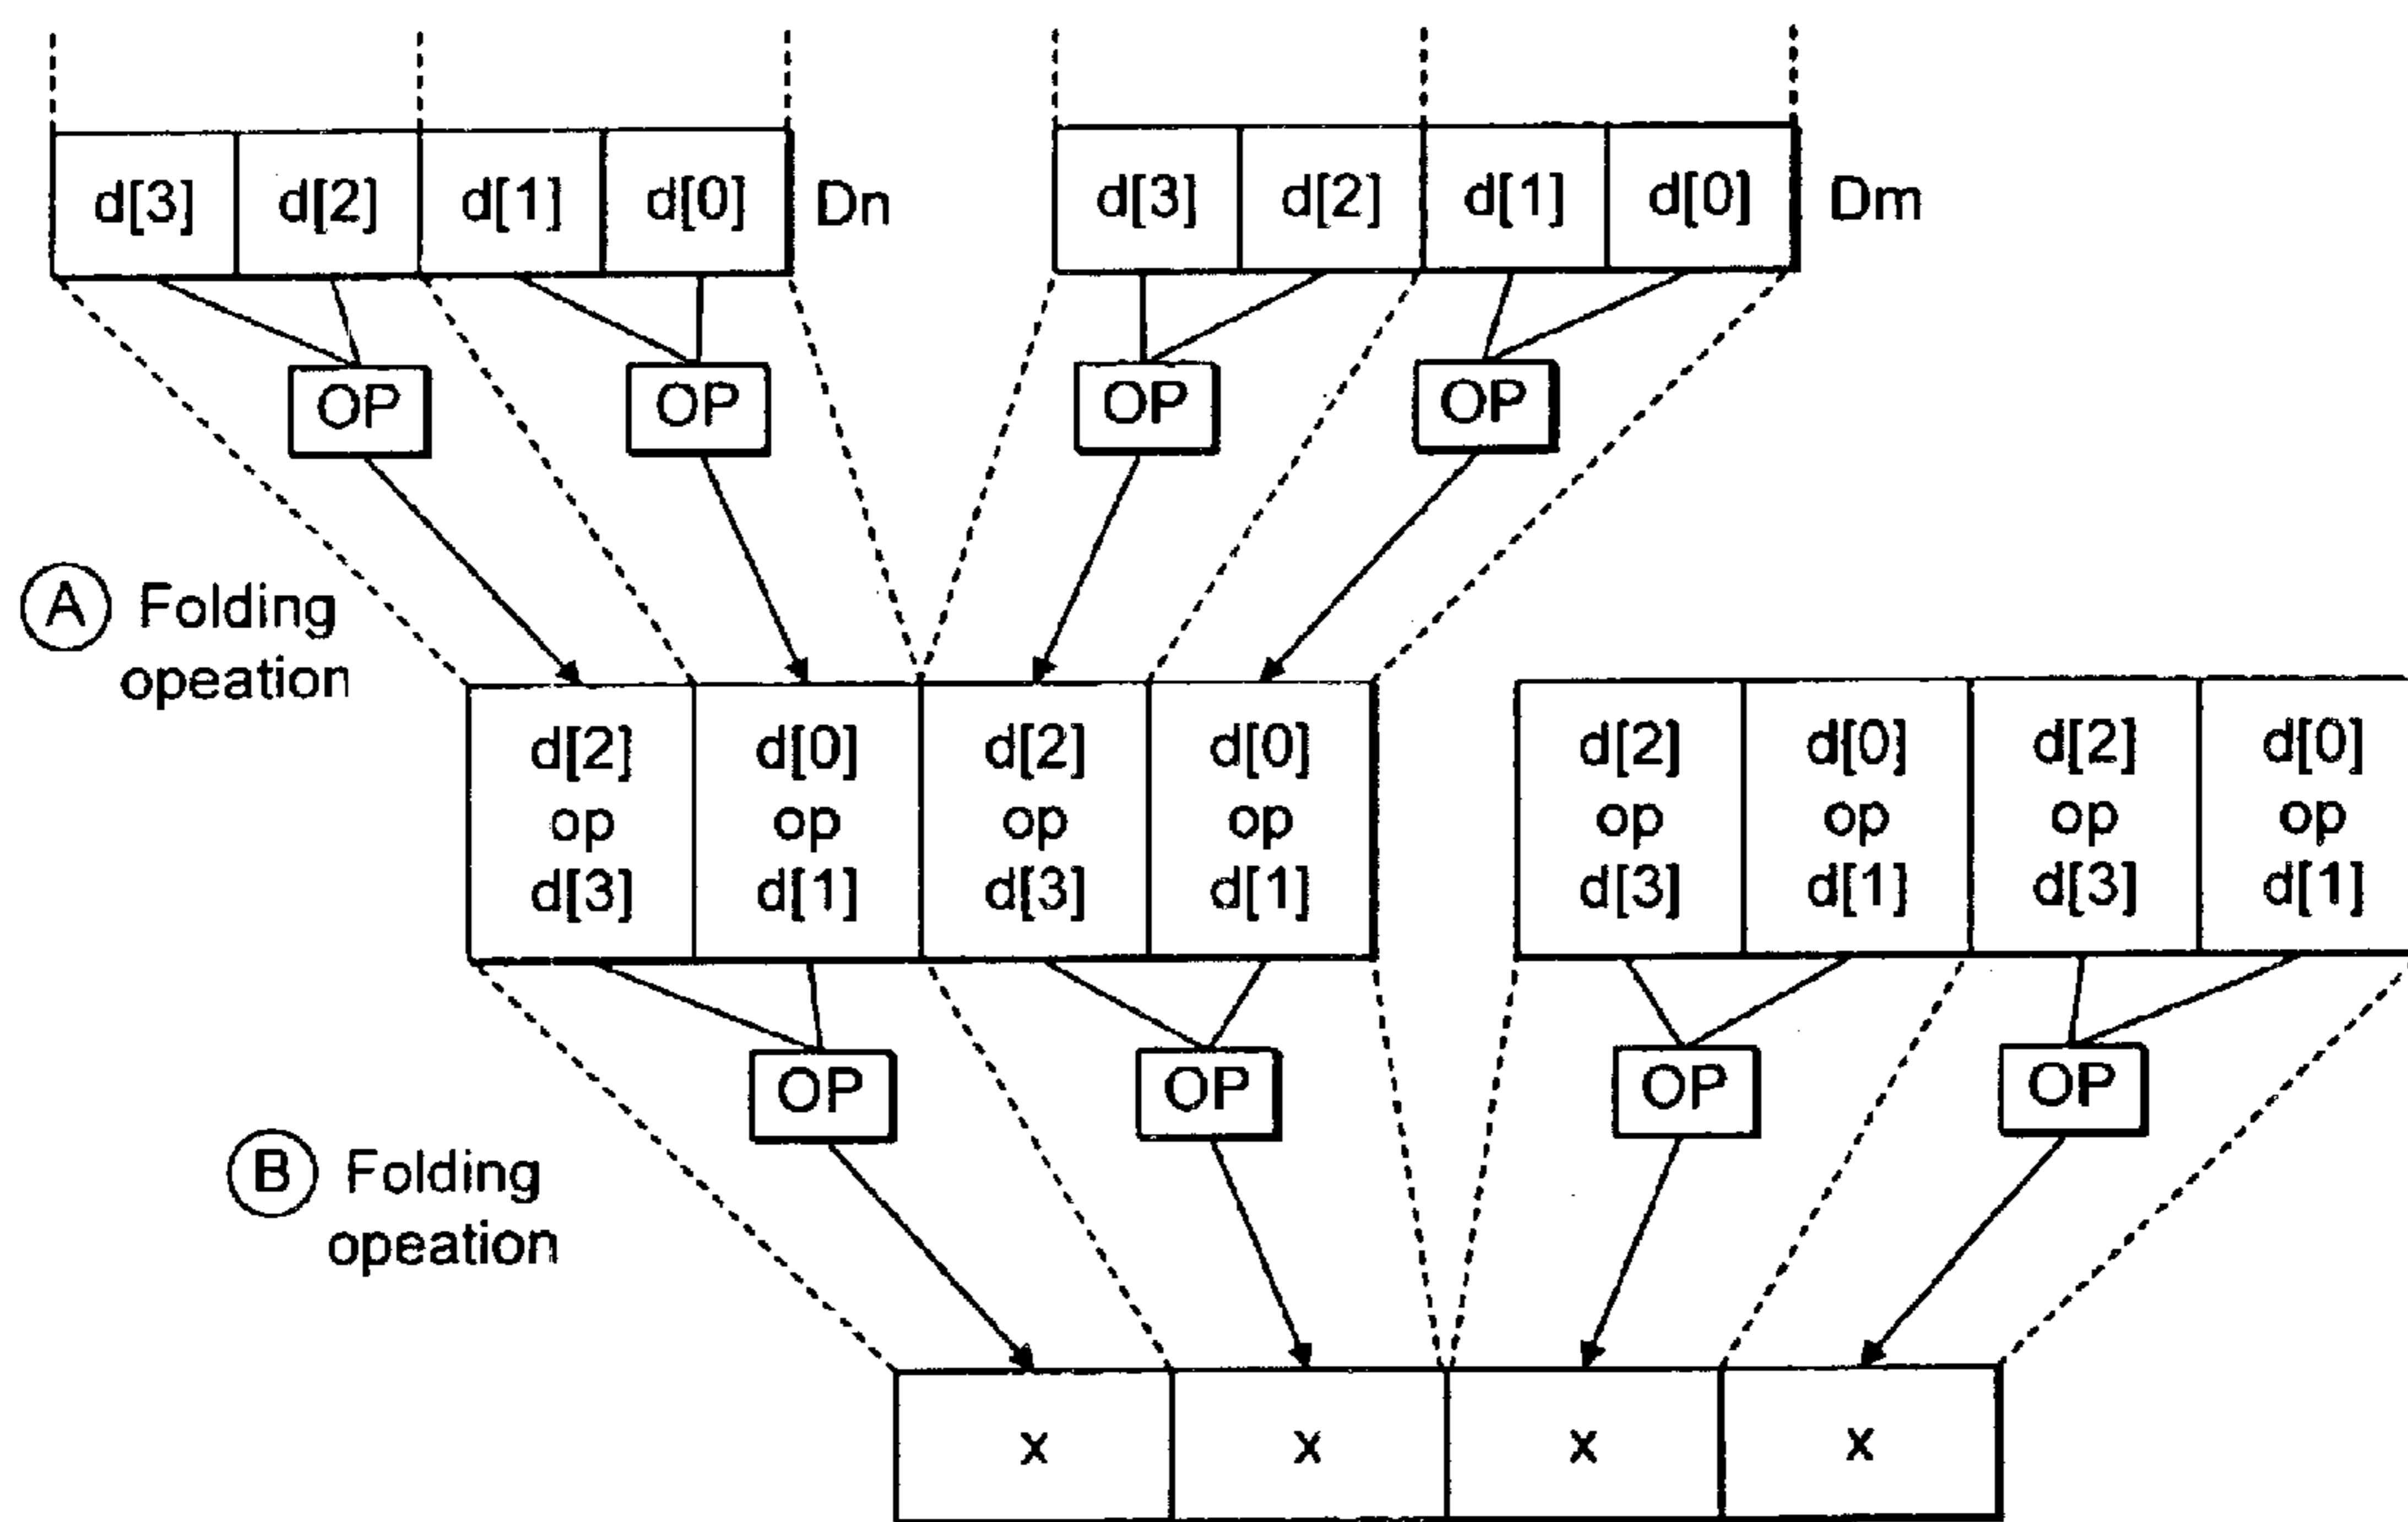 d[3] d[2] d[1] d[0] Dn d[3] d[2] d[1] d[0] Dm
OP OP OP OP
A Folding
opeation
d[2] d[0] d[2] d[0] d[2] d[0] d[2] d[0]
op op op op op op op op
d[3] d[1] d[3] d[1] d[3] d[1] d[3] d[1]
OP OP OP OP
B Folding
opeation
x x x x